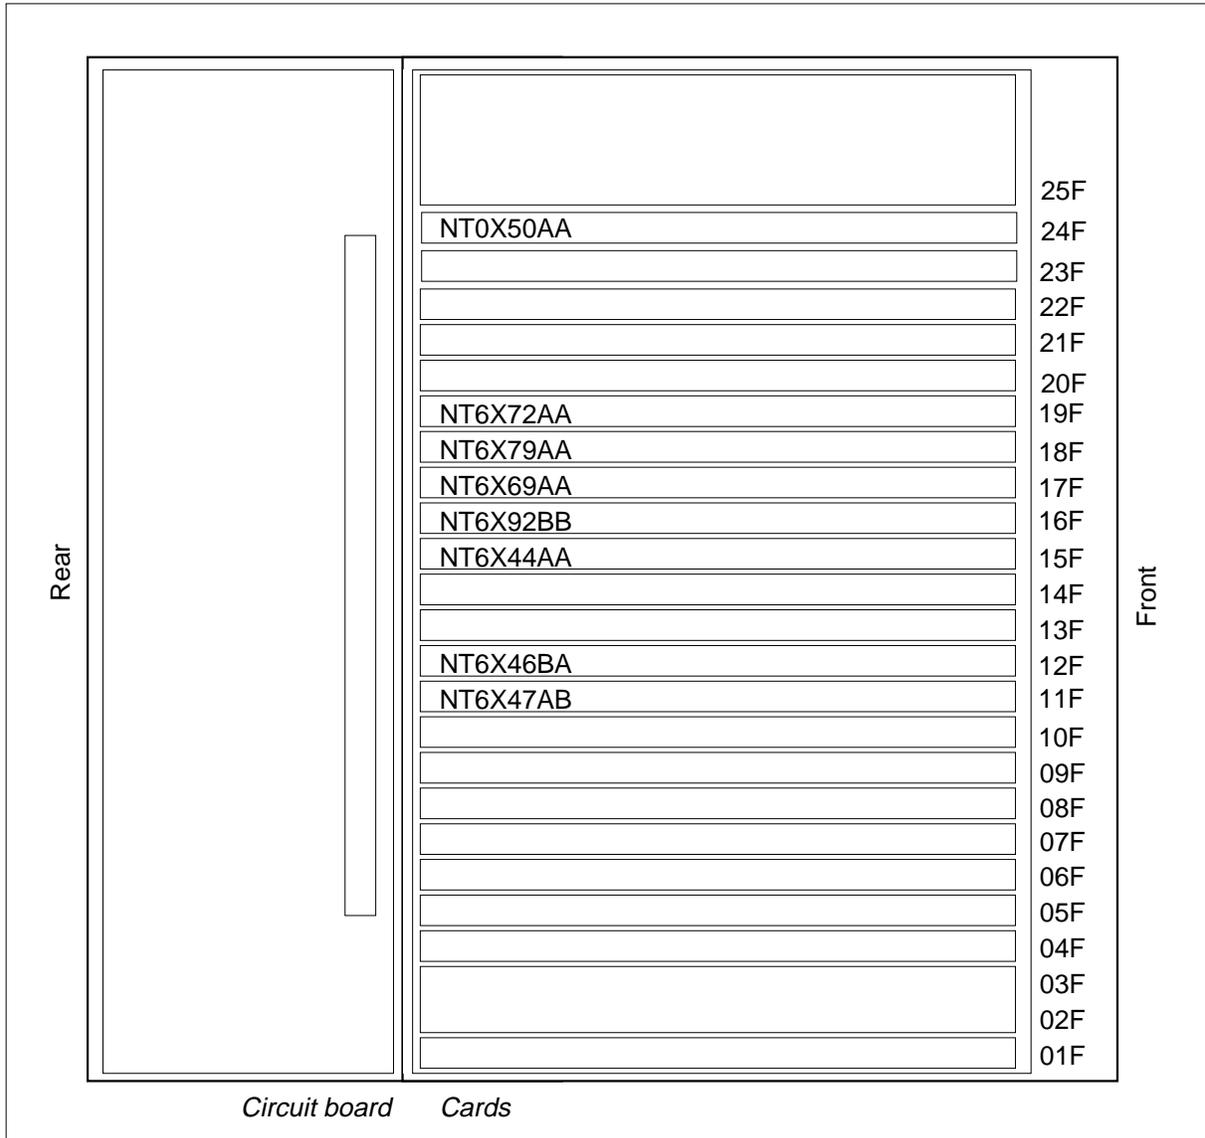 25F
NT0X50AA 24F
23F
22F
21F
20F
NT6X72AA 19F
NT6X79AA 18F
NT6X69AA 17F
NT6X92BB 16F
NT6X44AA 15F
Rear
14F
Front
13F
NT6X46BA 12F
NT6X47AB 11F
10F
09F
08F
07F
06F
05F
04F
03F
02F
01F
Circuit board Cards